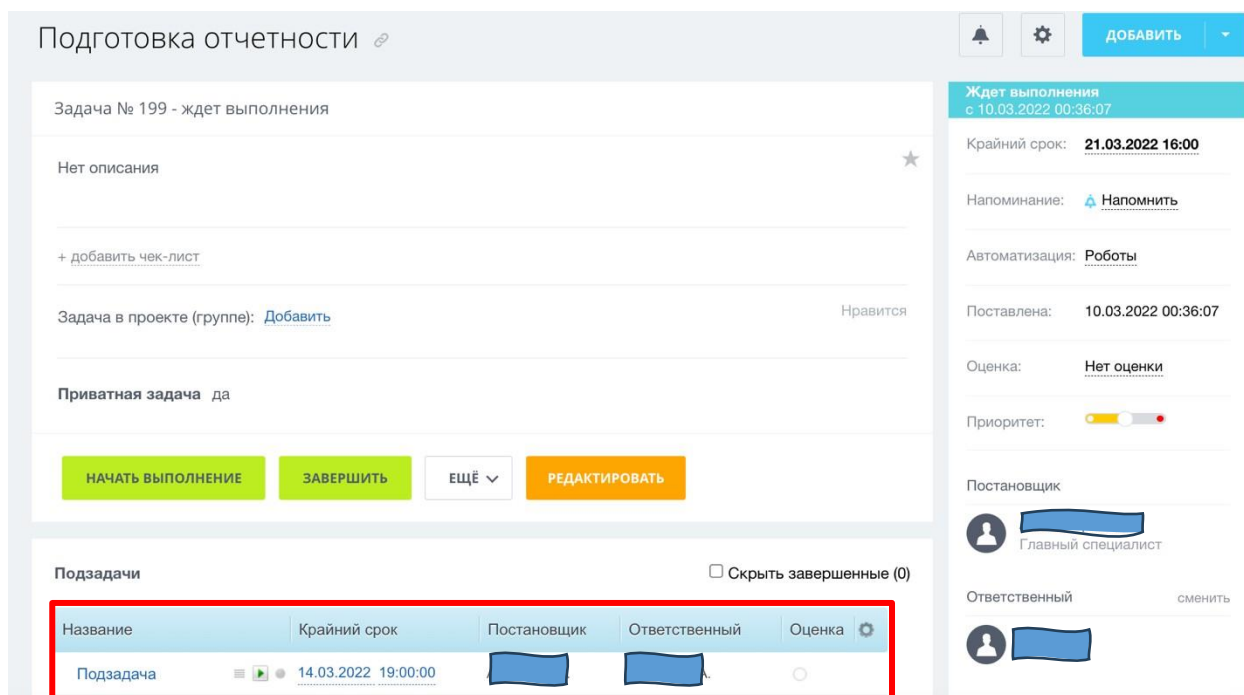 Подготовка отчетности
ДОБАВИТЬ
Задача № 199 - ждет выполнения
Нет описания
+ добавить чек-лист
Задача в проекте (группе): Добавить
Нравится
Приватная задача да
НАЧАТЬ ВЫПОЛНЕНИЕ
ЗАВЕРШИТЬ
ЕЩЁ
РЕДАКТИРОВАТЬ
Подзадачи
Скрыть завершенные (0)
Название Крайний срок Постановщик Ответственный Оценка
Подзадача 14.03.2022 19:00:00
Ждет выполнения
с 10.03.2022 00:36:07
Крайний срок: 21.03.2022 16:00
Напоминание: Напомнить
Автоматизация: Роботы
Поставлена: 10.03.2022 00:36:07
Оценка: Нет оценки
Приоритет:
Постановщик
Главный специалист
Ответственный сменить